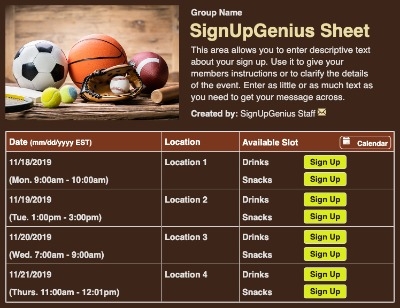 Group Name
SignUpGenius Sheet
This area allows you to enter descriptive text
about your sign up. Use it to give your
members instructions or to clarify the details
of the event. Enter as little or as much text as
you need to get your message across.
Created by: SignUpGenius Staff
Date (mm/dd/yyyy EST) Location Available Slot Calendar
11/18/2019 Location 1 Drinks Sign Up
(Mon. 9:00am - 10:00am) Snacks Sign Up
11/19/2019 Location 2 Drinks Sign Up
(Tue. 1:00pm - 3:00pm) Snacks Sign Up
11/20/2019 Location 3 Drinks Sign Up
(Wed. 7:00am - 9:00am) Snacks Sign Up
11/21/2019 Location 4 Drinks Sign Up
(Thurs. 11:00am - 12:01pm) Snacks Sign Up